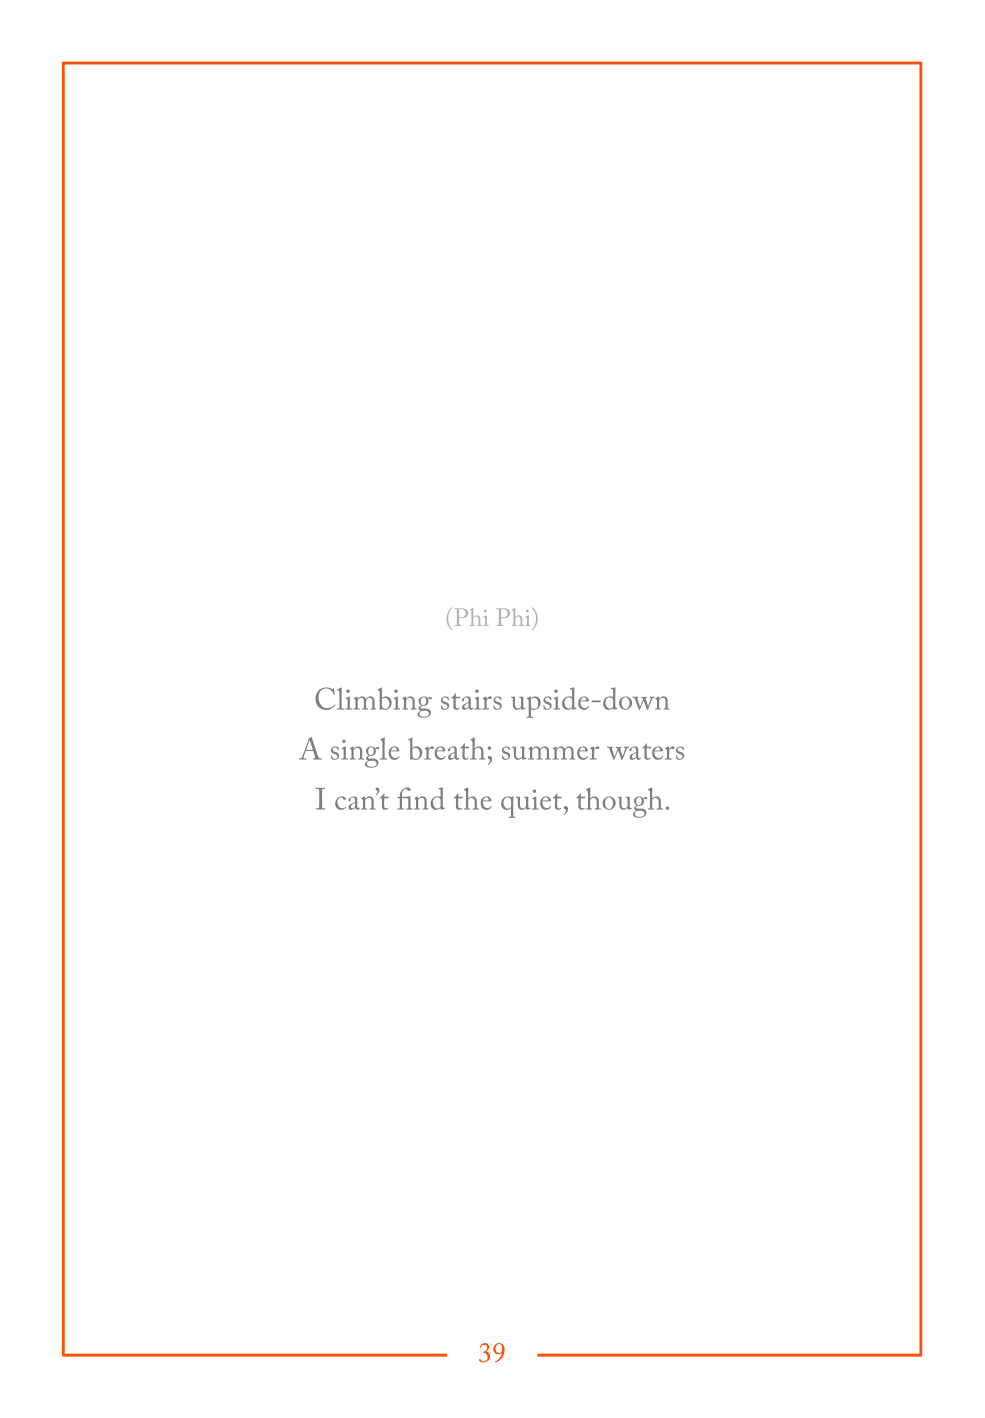 (Phi Phi)
Climbing stairs upside-down
A single breath; summer waters
I can’t find the quiet, though.
39